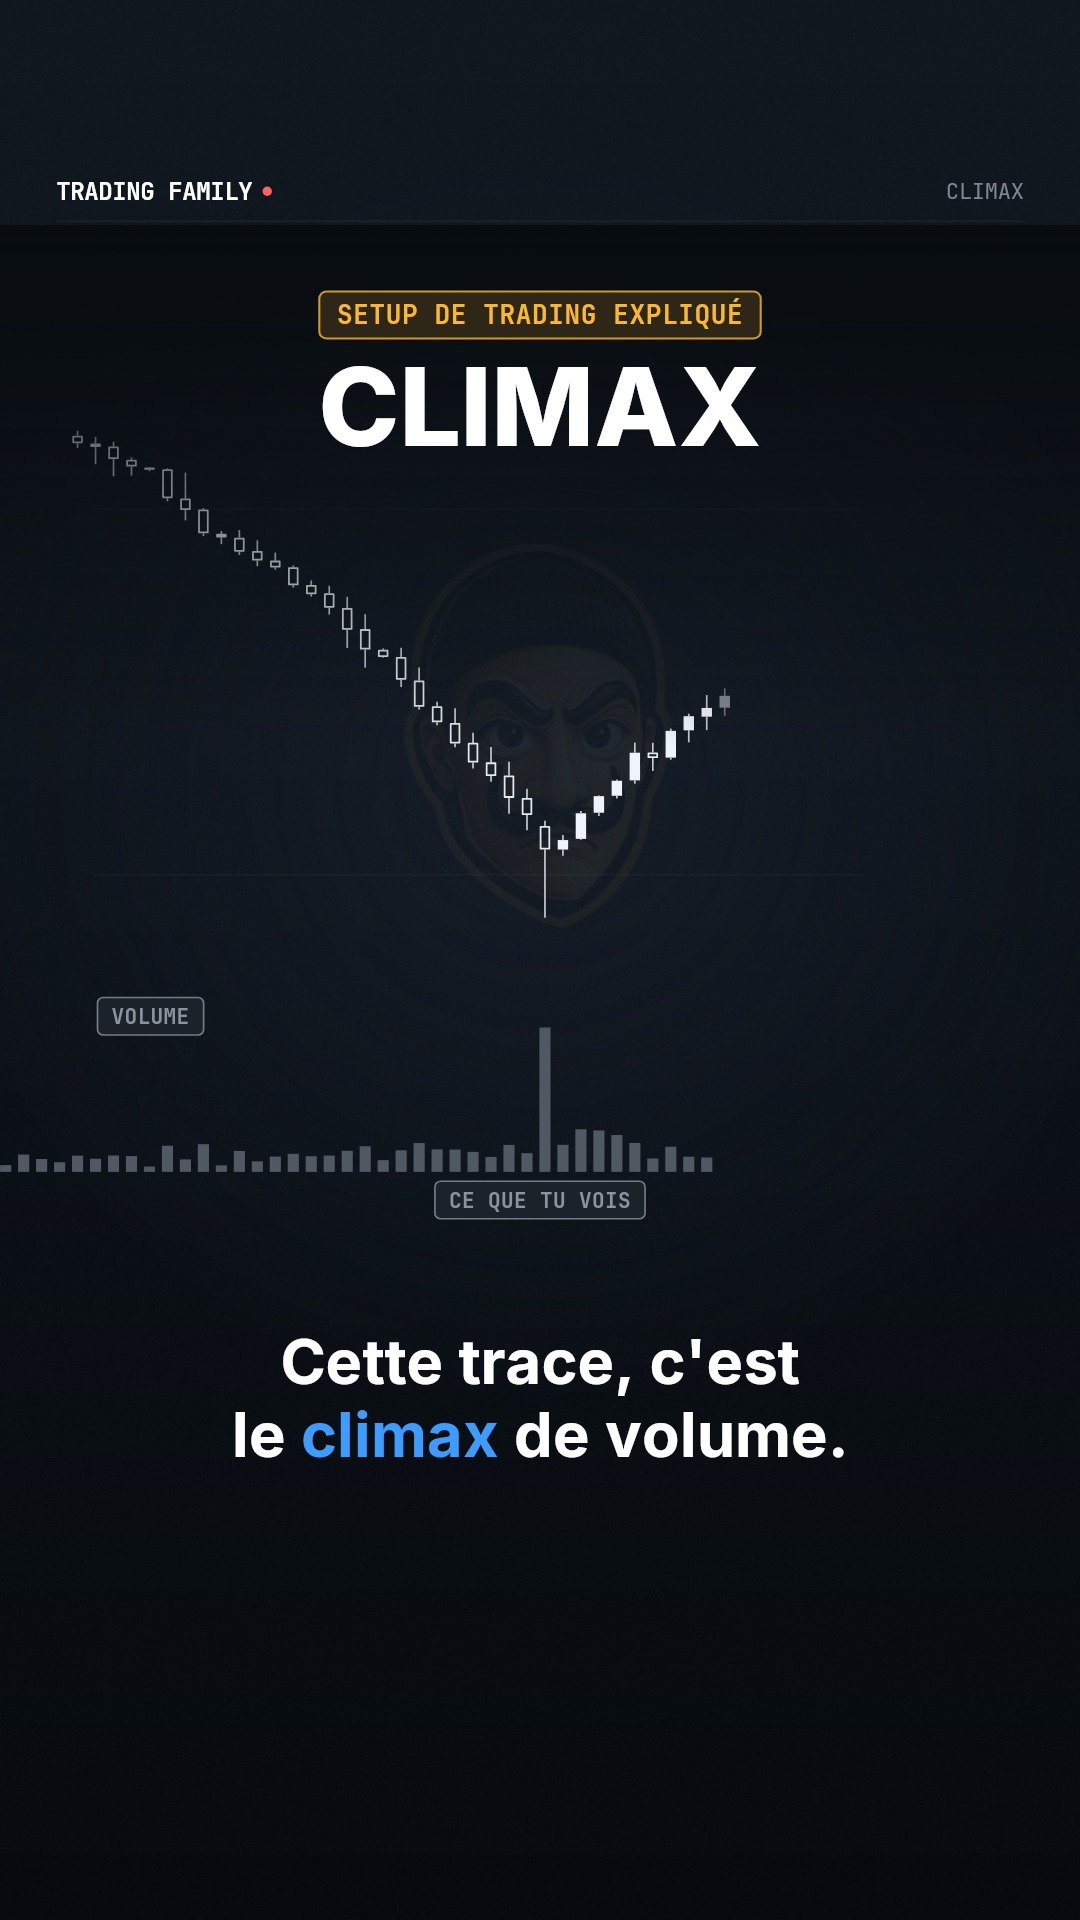 TRADING FAMILY
CLIMAX
SETUP DE TRADING EXPLIQUÉ
CLIMAX
VOLUME
CE QUE TU VOIS
Cette trace, c'est
le climax de volume.